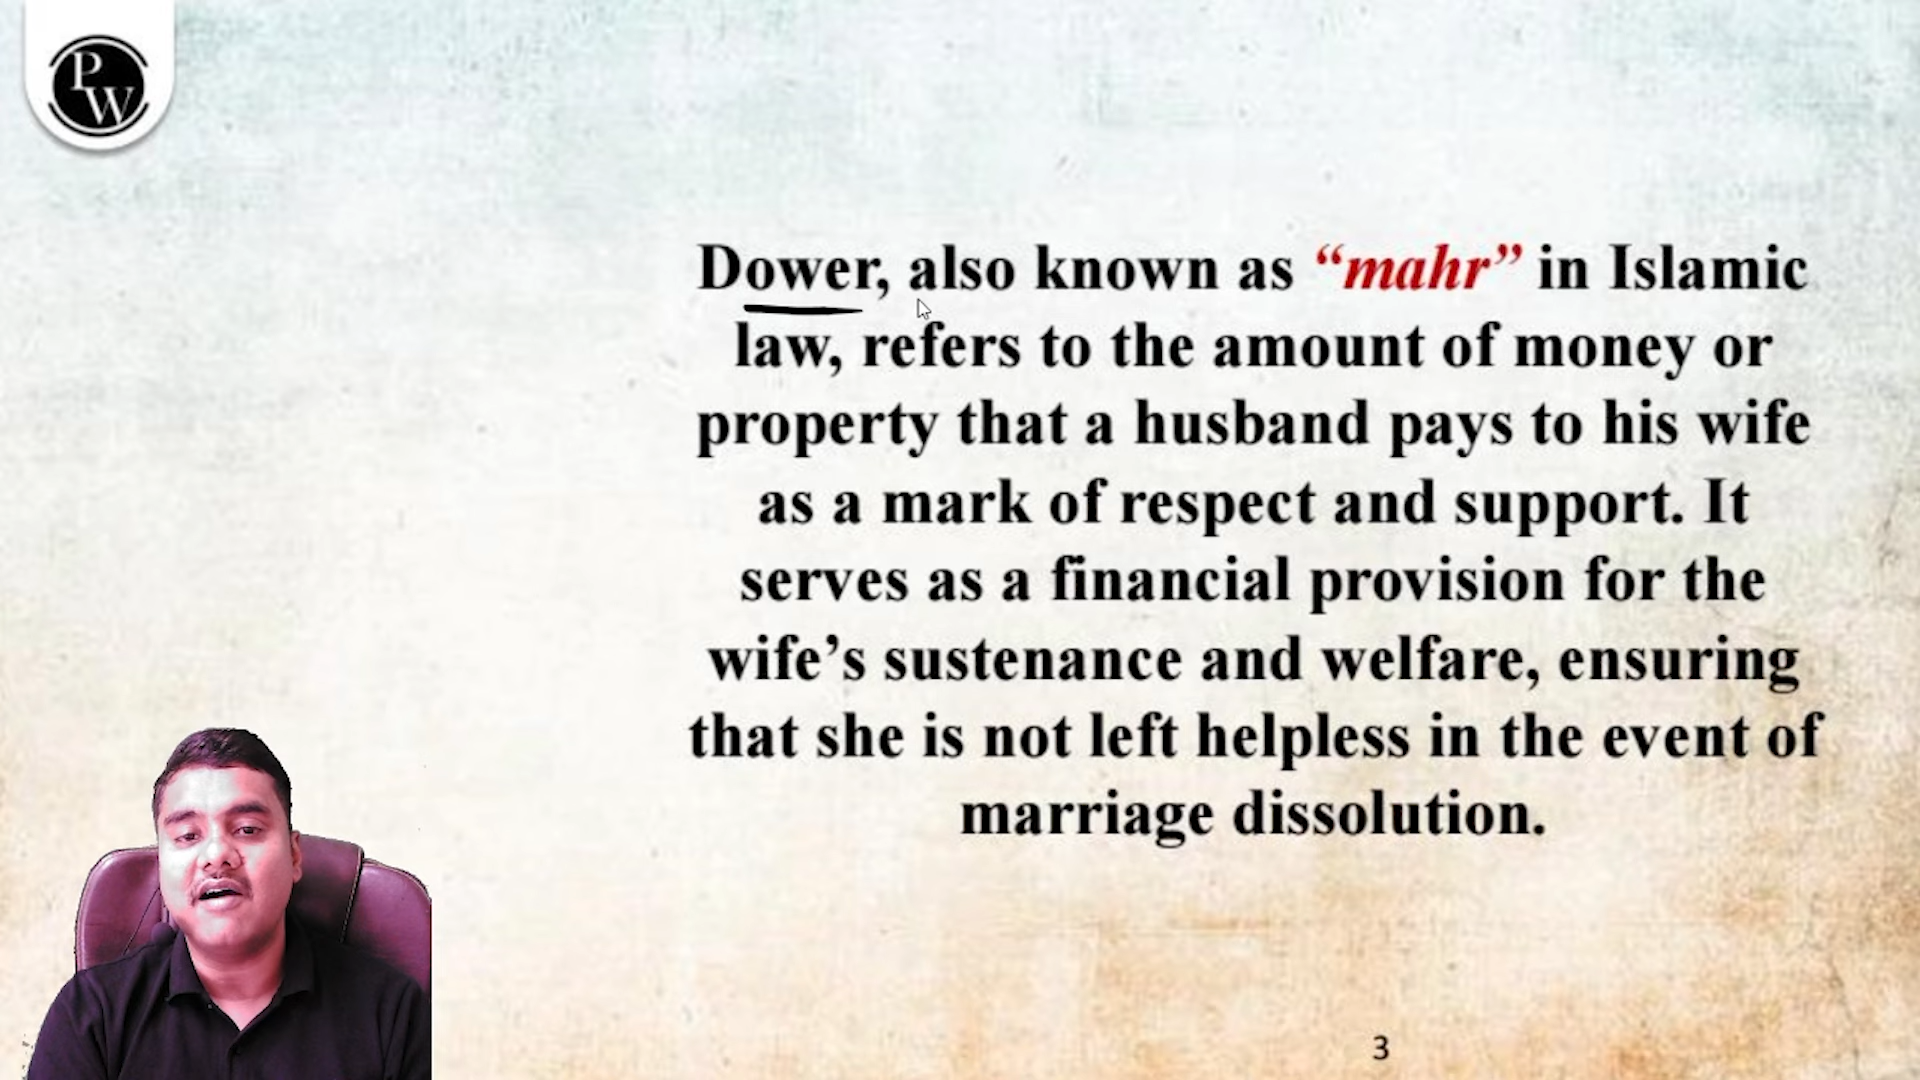 PW
Dower, also known as “mahr” in Islamic
law, refers to the amount of money or
property that a husband pays to his wife
as a mark of respect and support. It
serves as a financial provision for the
wife’s sustenance and welfare, ensuring
that she is not left helpless in the event of
marriage dissolution.
3